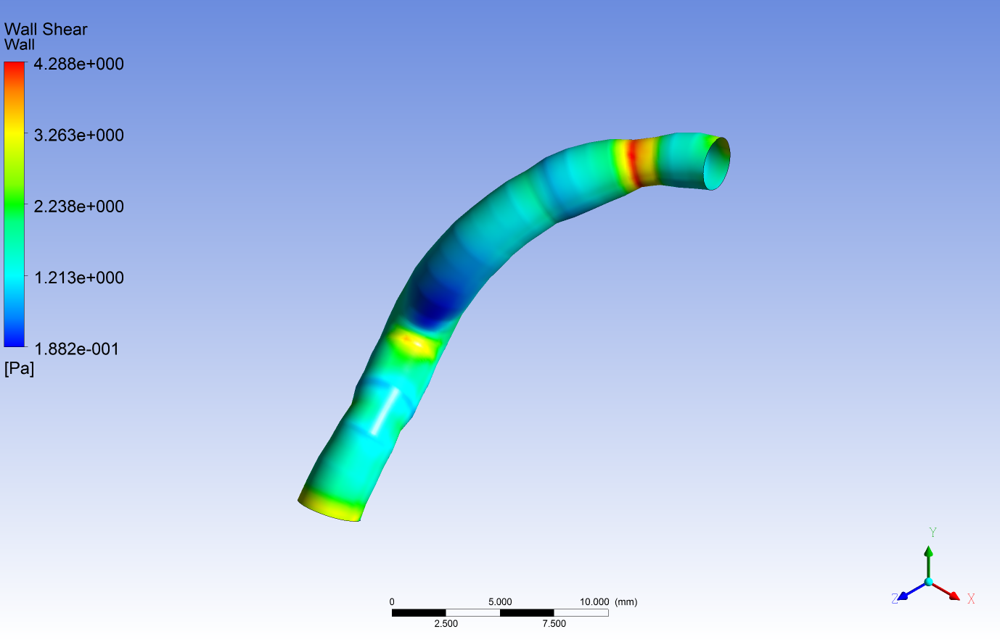 Wall Shear
Wall
4.288e+000
3.263e+000
2.238e+000
1.213e+000
1.882e-001
[Pa]
Y
Z X
0 5.000 10.000 (mm)
2.500 7.500